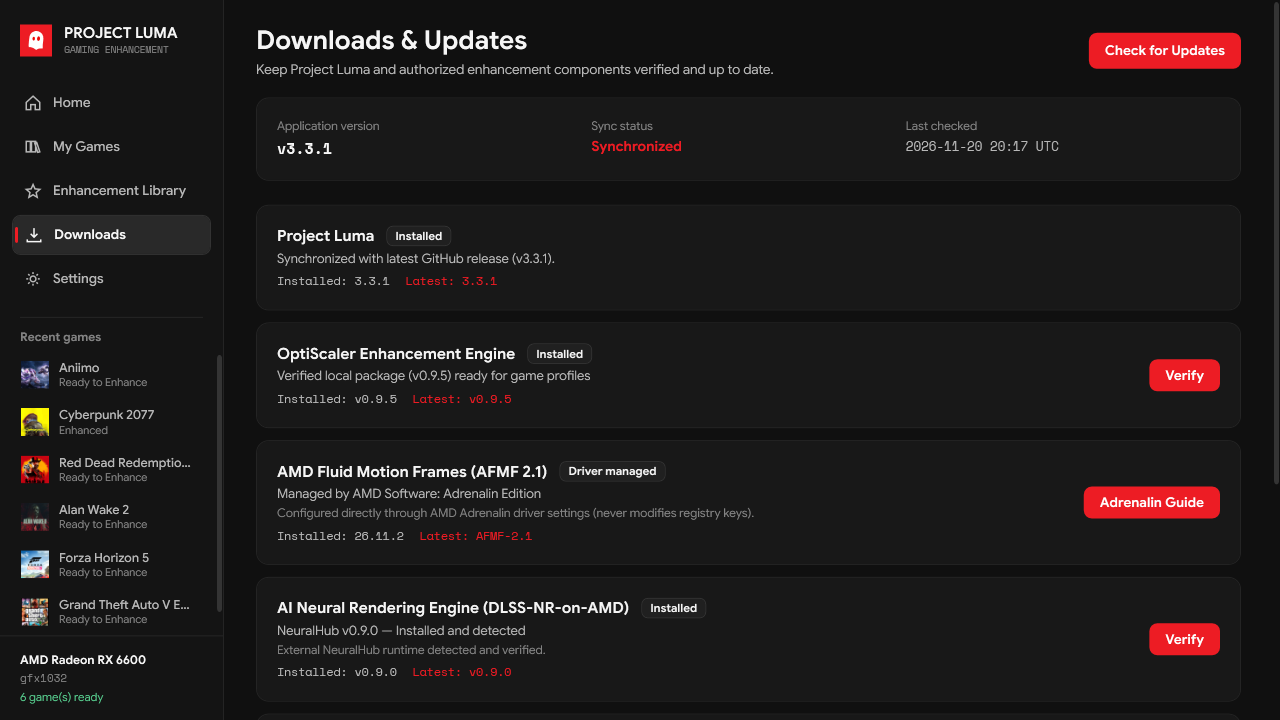 PROJECT LUMA
GAMING ENHANCEMENT
Home
My Games
Enhancement Library
Downloads
Settings
Recent games
Aniimo
Ready to Enhance
Cyberpunk 2077
Enhanced
Red Dead Redemptio...
Ready to Enhance
Alan Wake 2
Ready to Enhance
Forza Horizon 5
Ready to Enhance
Grand Theft Auto V E...
Ready to Enhance
AMD Radeon RX 6600
gfx1032
6 game(s) ready
Downloads & Updates
Keep Project Luma and authorized enhancement components verified and up to date.
Check for Updates
Application version
v3.3.1
Sync status
Synchronized
Last checked
2026-11-20 20:17 UTC
Project Luma Installed
Synchronized with latest GitHub release (v3.3.1).
Installed: 3.3.1 Latest: 3.3.1
OptiScaler Enhancement Engine Installed
Verified local package (v0.9.5) ready for game profiles
Installed: v0.9.5 Latest: v0.9.5
Verify
AMD Fluid Motion Frames (AFMF 2.1) Driver managed
Managed by AMD Software: Adrenalin Edition
Configured directly through AMD Adrenalin driver settings (never modifies registry keys).
Installed: 26.11.2 Latest: AFMF-2.1
Adrenalin Guide
AI Neural Rendering Engine (DLSS-NR-on-AMD) Installed
NeuralHub v0.9.0 — Installed and detected
External NeuralHub runtime detected and verified.
Installed: v0.9.0 Latest: v0.9.0
Verify